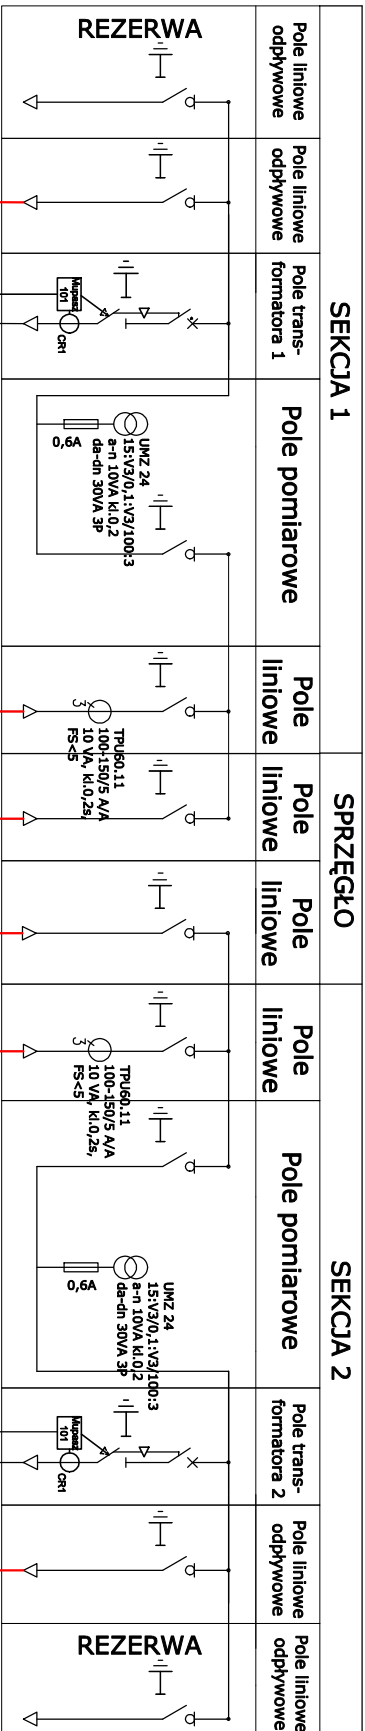 SEKCJA 1
SPRZĘGŁO
SEKCJA 2
Pole liniowe
odpływowe
Pole liniowe
odpływowe
Pole trans-
formatora 1
Pole pomiarowe
Pole
liniowe
Pole
liniowe
Pole
liniowe
Pole
liniowe
Pole pomiarowe
Pole trans-
formatora 2
Pole liniowe
odpływowe
Pole liniowe
odpływowe
REZERWA
Mupasz
101
CR1
0,6A
UMZ 24
15:V3/0,1:V3/100:3
a-n 10VA kl.0,2
da-dn 30VA 3P
3
TPU60.11
100-150/5 A/A
10 VA, kl.0,2s,
FS<5
3
TPU60.11
100-150/5 A/A
10 VA, kl.0,2s,
FS<5
0,6A
UMZ 24
15:V3/0,1:V3/100:3
a-n 10VA kl.0,2
da-dn 30VA 3P
Mupasz
101
CR1
REZERWA